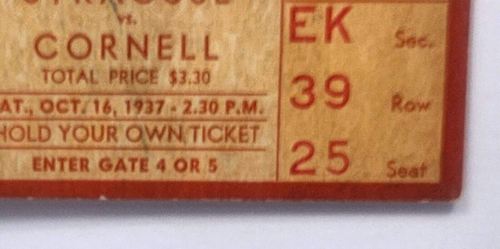 vs.
CORNELL
TOTAL PRICE $3.30
AT., OCT. 16, 1937 - 2.30 P.M.
HOLD YOUR OWN TICKET
ENTER GATE 4 OR 5
EK Sec.
39 Row
25 Seat